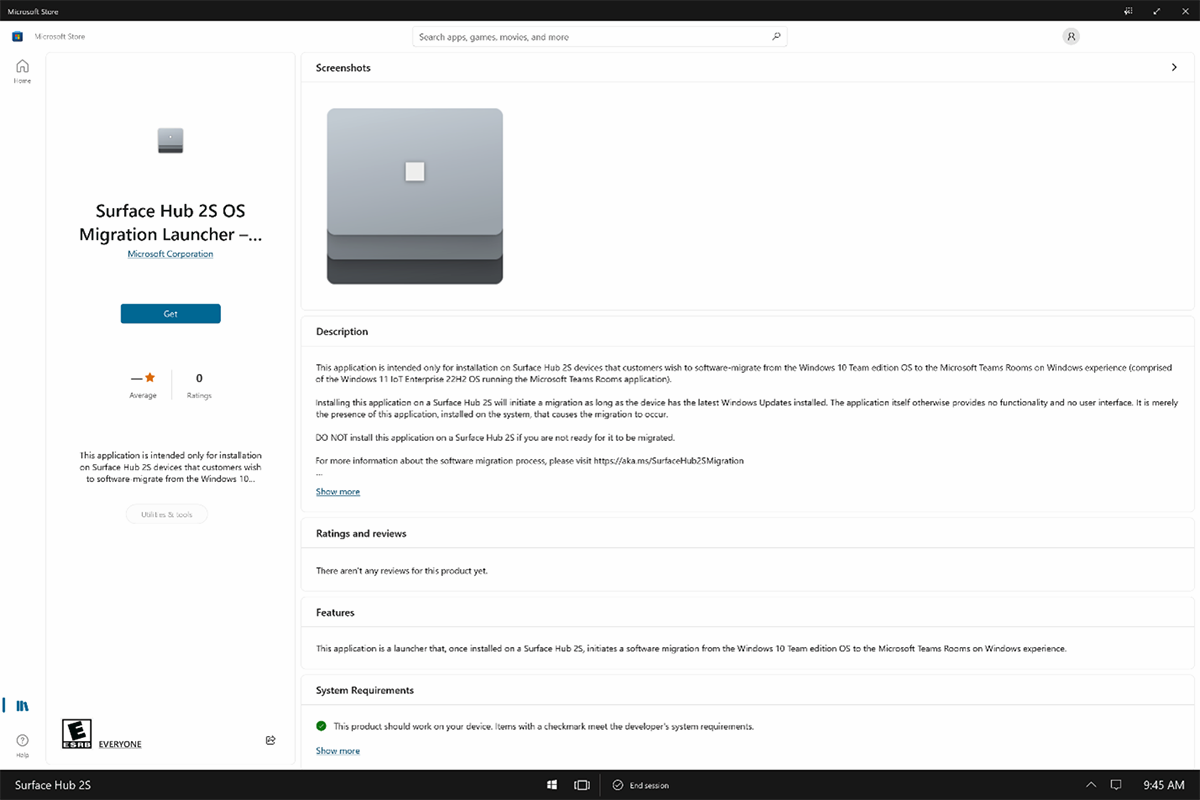 Microsoft Store
Microsoft Store
Search apps, games, movies, and more
Home
Surface Hub 2S OS
Migration Launcher –...
Microsoft Corporation
Get
—
Average
0
Ratings
This application is intended only for installation
on Surface Hub 2S devices that customers wish
to software-migrate from the Windows 10...
Utilities & tools
E
ESRB
EVERYONE
Help
Screenshots
Description
This application is intended only for installation on Surface Hub 2S devices that customers wish to software-migrate from the Windows 10 Team edition OS to the Microsoft Teams Rooms on Windows experience (comprised
of the Windows 11 IoT Enterprise 22H2 OS running the Microsoft Teams Rooms application).
Installing this application on a Surface Hub 2S will initiate a migration as long as the device has the latest Windows Updates installed. The application itself otherwise provides no functionality and no user interface. It is merely
the presence of this application, installed on the system, that causes the migration to occur.
DO NOT install this application on a Surface Hub 2S if you are not ready for it to be migrated.
For more information about the software migration process, please visit https://aka.ms/SurfaceHub2SMigration
...
Show more
Ratings and reviews
There aren't any reviews for this product yet.
Features
This application is a launcher that, once installed on a Surface Hub 2S, initiates a software migration from the Windows 10 Team edition OS to the Microsoft Teams Rooms on Windows experience.
System Requirements
This product should work on your device. Items with a checkmark meet the developer's system requirements.
Show more
Surface Hub 2S
End session
9:45 AM